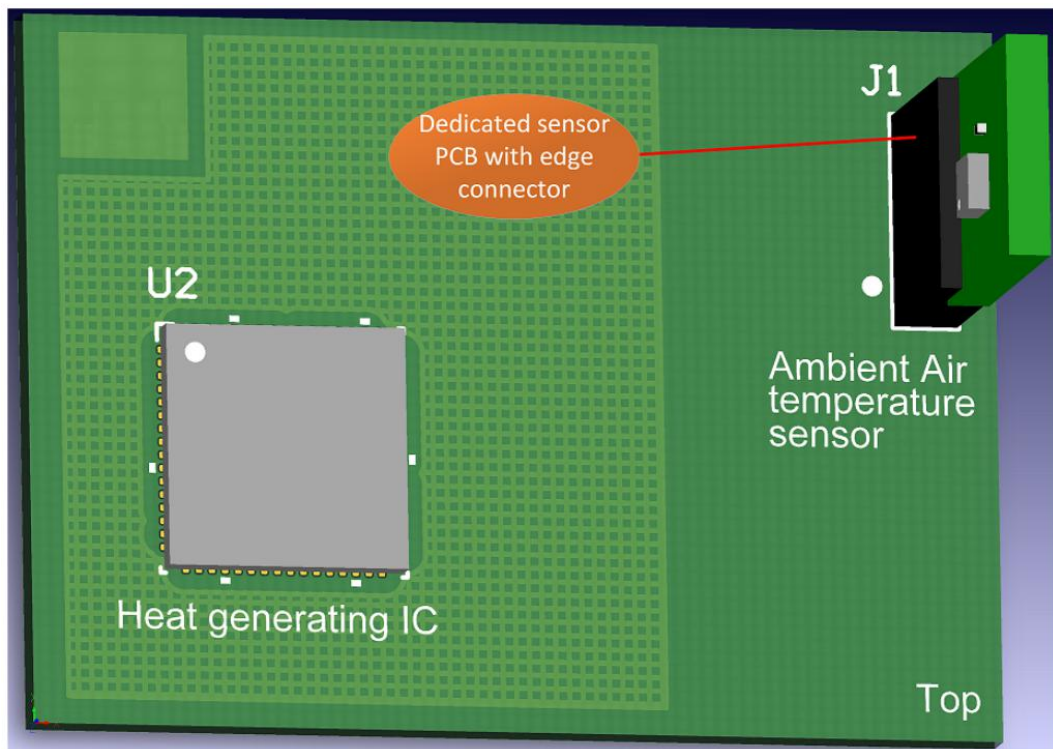 J1
Dedicated sensor
PCB with edge
connector
U2
Ambient Air
temperature
sensor
Heat generating IC
Top